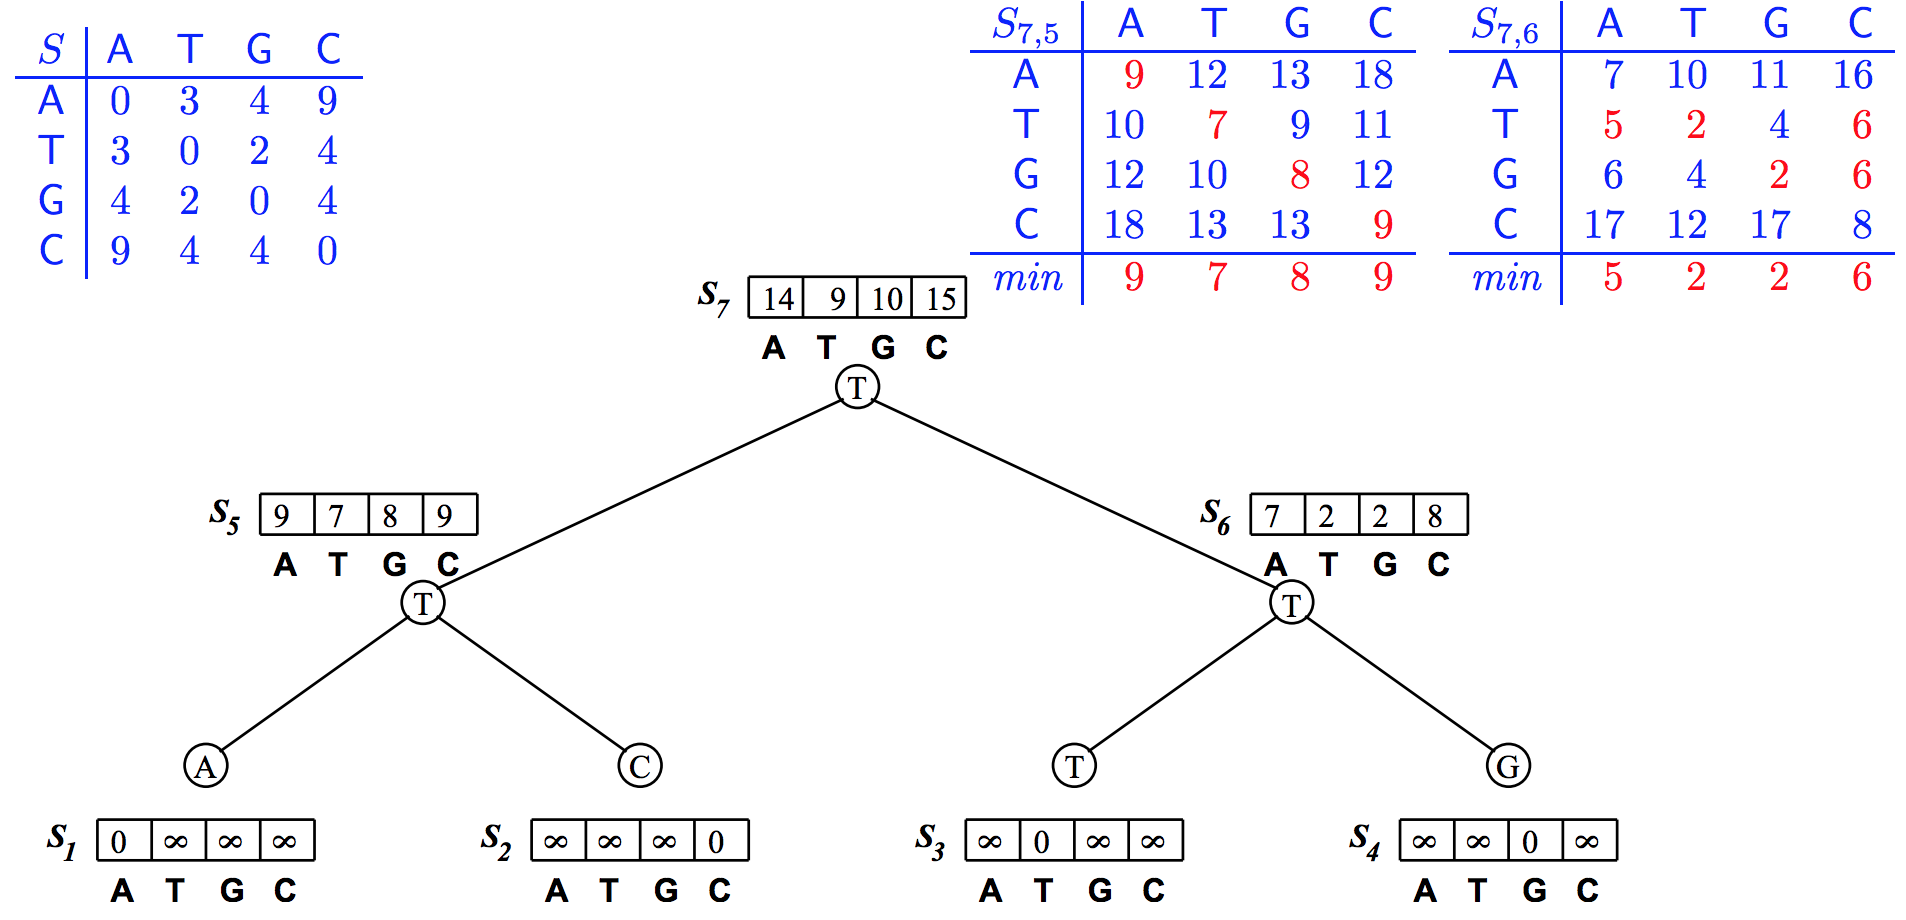 S A T G C
A 0 3 4 9
T 3 0 2 4
G 4 2 0 4
C 9 4 4 0
S7,5 A T G C
A 9 12 13 18
T 10 7 9 11
G 12 10 8 12
C 18 13 13 9
min 9 7 8 9
S7,6 A T G C
A 7 10 11 16
T 5 2 4 6
G 6 4 2 6
C 17 12 17 8
min 5 2 2 6
S7 14 9 10 15
A T G C
T
S5 9 7 8 9
A T G C
T
S6 7 2 2 8
A T G C
T
A
C
T
G
S1 0 ∞ ∞ ∞
A T G C
S2 ∞ ∞ ∞ 0
A T G C
S3 ∞ 0 ∞ ∞
A T G C
S4 ∞ ∞ 0 ∞
A T G C